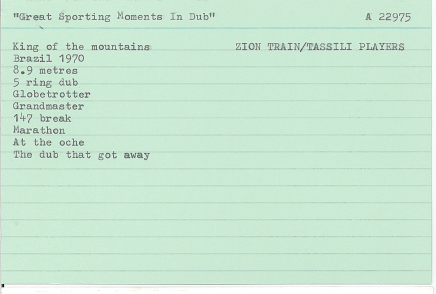 "Great Sporting Moments In Dub" A 22975
King of the mountains ZION TRAIN/TASSILI PLAYERS
Brazil 1970
8.9 metres
5 ring dub
Globetrotter
Grandmaster
147 break
Marathon
At the oche
The dub that got away